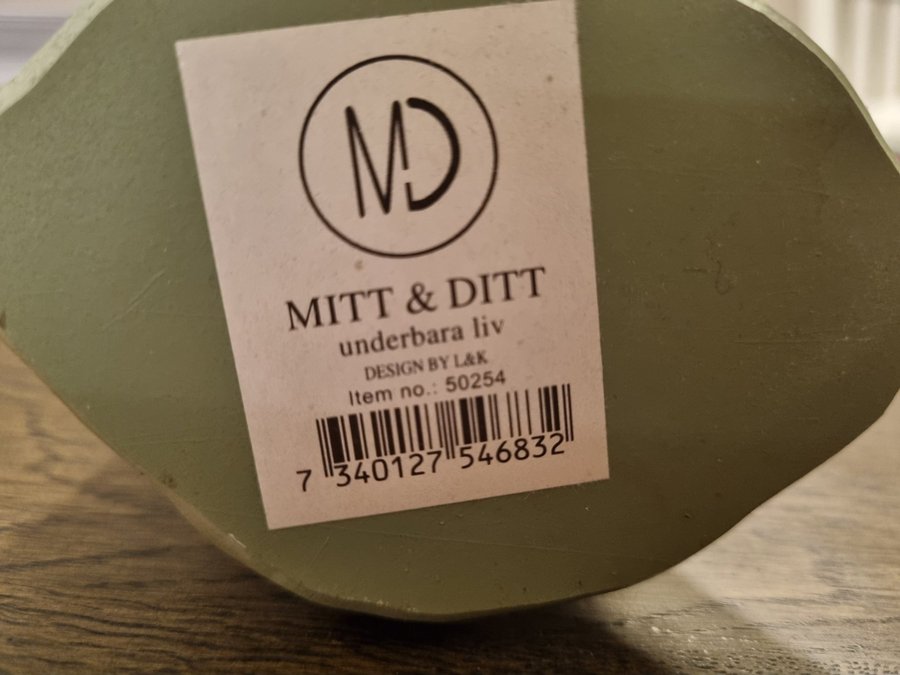 MD
MITT & DITT
underbara liv
DESIGN BY L&K
Item no.: 50254
7 340127 546832